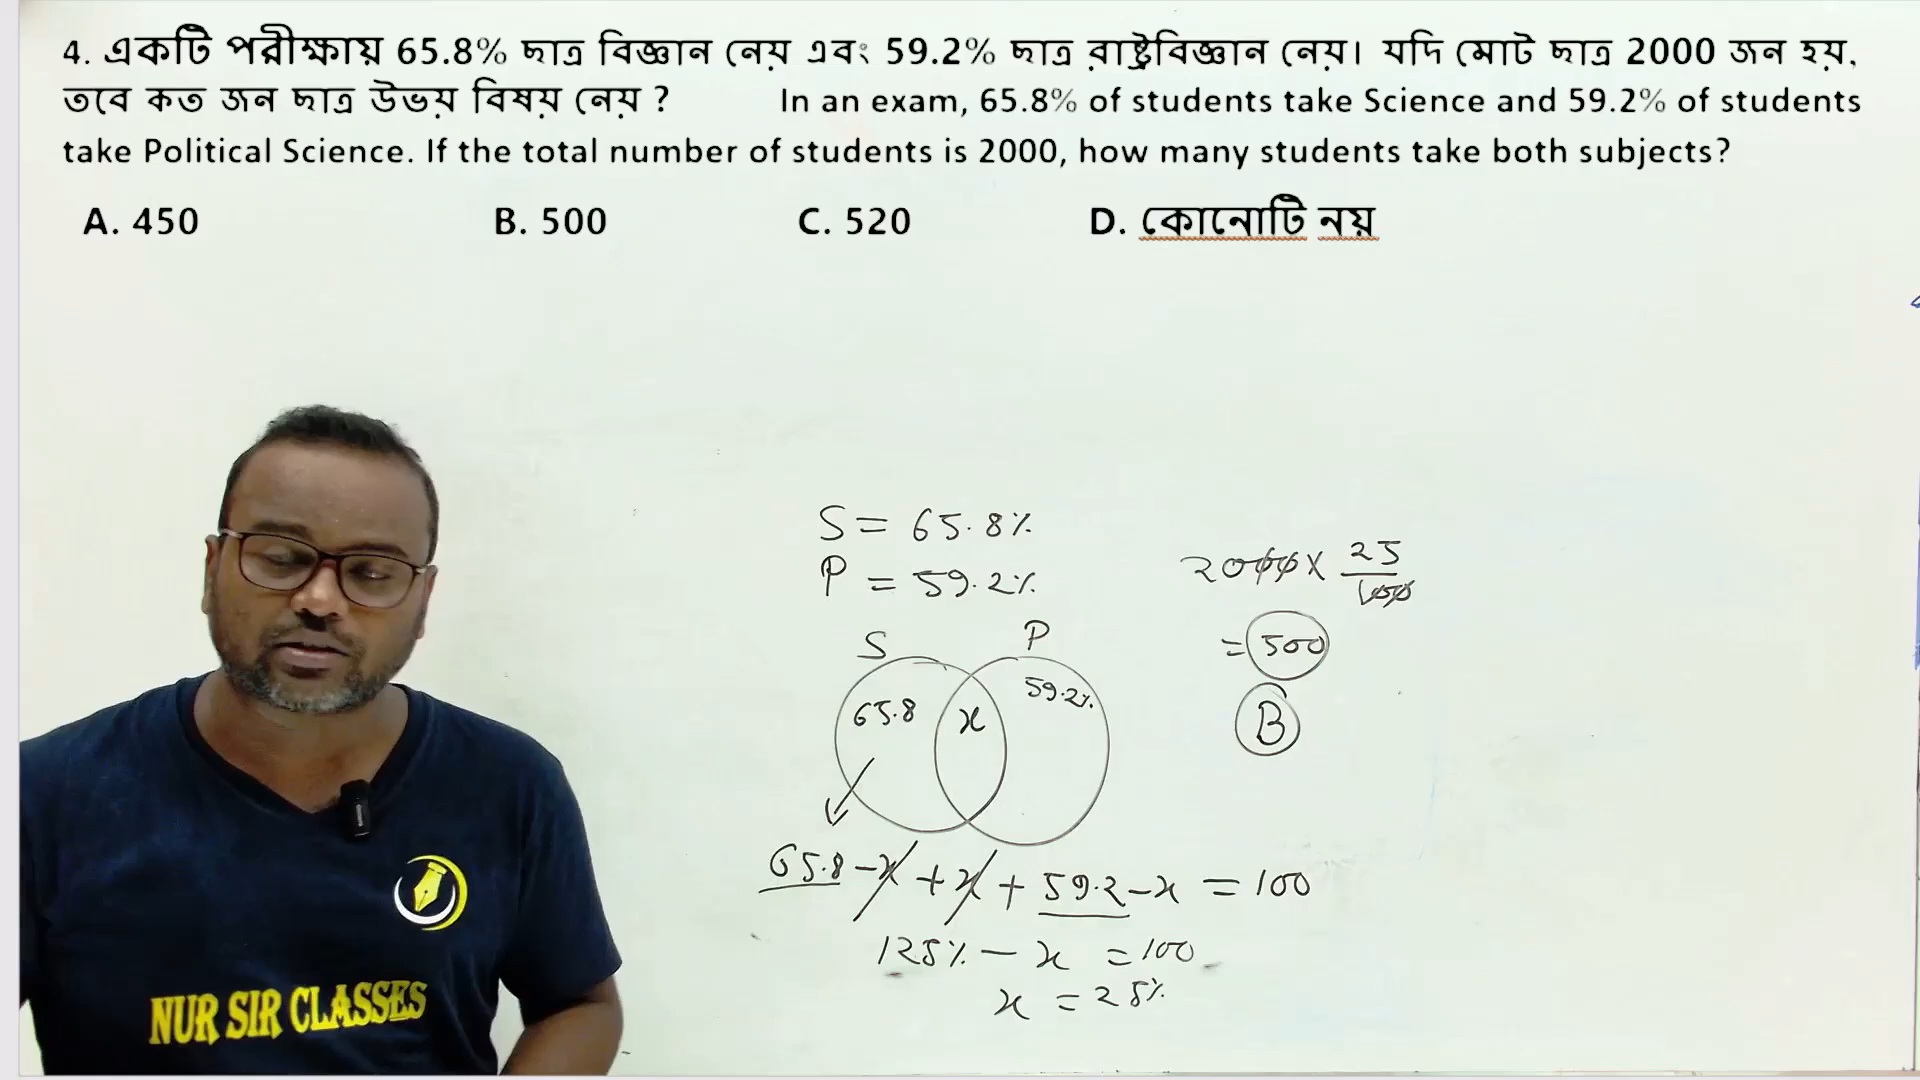 4. একটি পরীক্ষায় 65.8% ছাত্র বিজ্ঞান নেয় এবং 59.2% ছাত্র রাষ্ট্রবিজ্ঞান নেয়। যদি মোট ছাত্র 2000 জন হয়,
তবে কত জন ছাত্র উভয় বিষয় নেয় ? In an exam, 65.8% of students take Science and 59.2% of students
take Political Science. If the total number of students is 2000, how many students take both subjects?
A. 450 B. 500 C. 520 D. কোনোটি নয়
S = 65.8%
P = 59.2%
S P
65.8 x 59.2%
65.8 - x + x + 59.2 - x = 100
125% - x = 100
x = 25%
2000 x 25/100
= 500
B
NUR SIR CLASSES